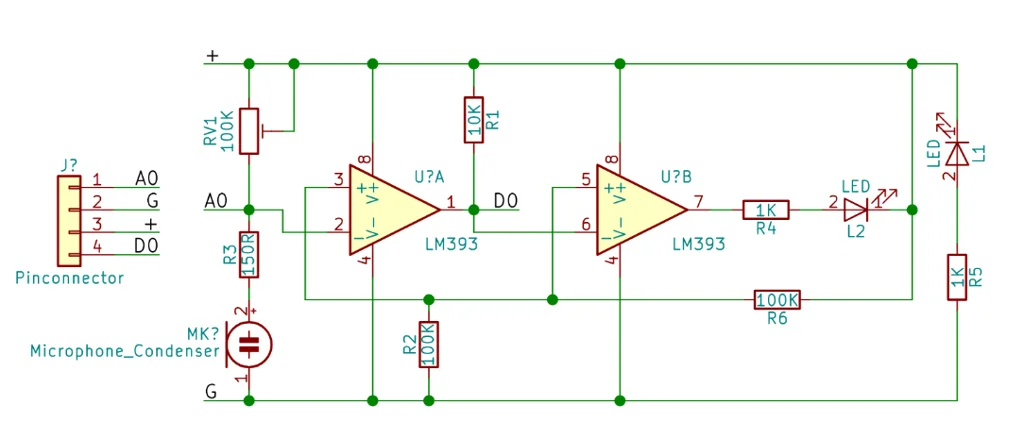 +
RV1
100K
J?
1 A0
2 G
3 +
4 D0
Pinconnector
A0
R3
150R
MK?
Microphone_Condenser
2
+
1
G
3
2
8
4
+
V+
-
V-
U?A
1
LM393
10K
R1
D0
R2
100K
5
6
8
4
+
V+
-
V-
U?B
7
LM393
1K
R4
LED
2
1
L2
100K
R6
LED
1
2
L1
1K
R5